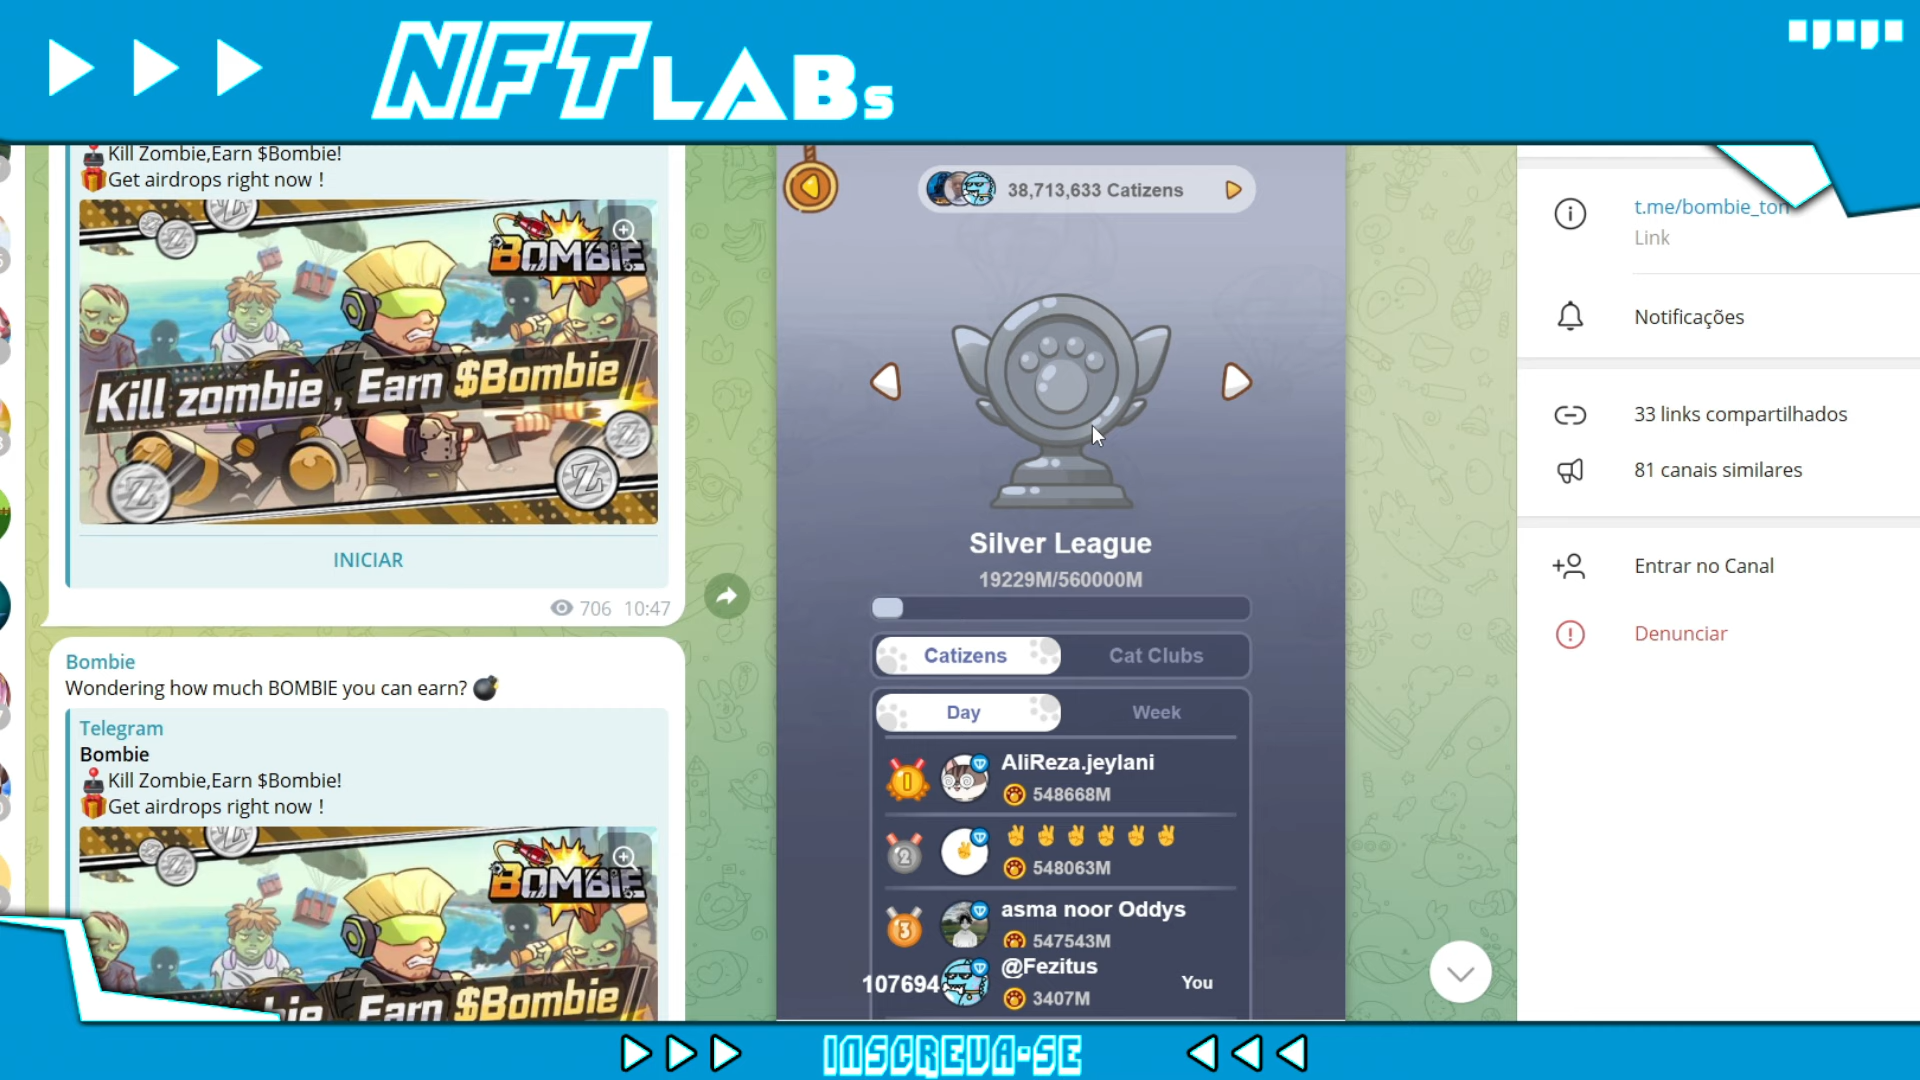 NFT LABs
Kill Zombie,Earn $Bombie!
Get airdrops right now !
BOMBIE
Kill zombie , Earn $Bombie
INICIAR
706 10:47
Bombie
Wondering how much BOMBIE you can earn?
Telegram
Bombie
Kill Zombie,Earn $Bombie!
Get airdrops right now !
BOMBIE
Earn $Bombie
38,713,633 Catizens
Silver League
19229M/560000M
Catizens Cat Clubs
Day Week
1 AliReza.jeylani
548668M
2
548063M
3 asma noor Oddys
547543M
107694 @Fezitus You
3407M
t.me/bombie_ton
Link
Notificações
33 links compartilhados
81 canais similares
Entrar no Canal
Denunciar
INSCREVA-SE